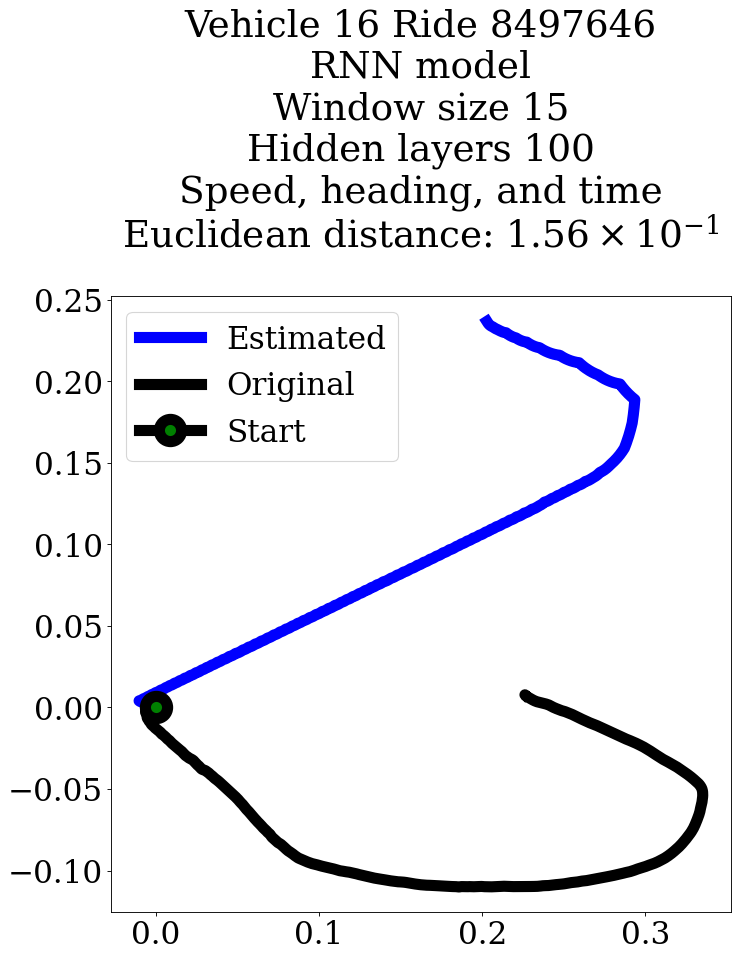 Vehicle 16 Ride 8497646
RNN model
Window size 15
Hidden layers 100
Speed, heading, and time
Euclidean distance: 1.56 × 10⁻¹
0.25
0.20
0.15
0.10
0.05
0.00
−0.05
−0.10
Estimated
Original
Start
0.0 0.1 0.2 0.3